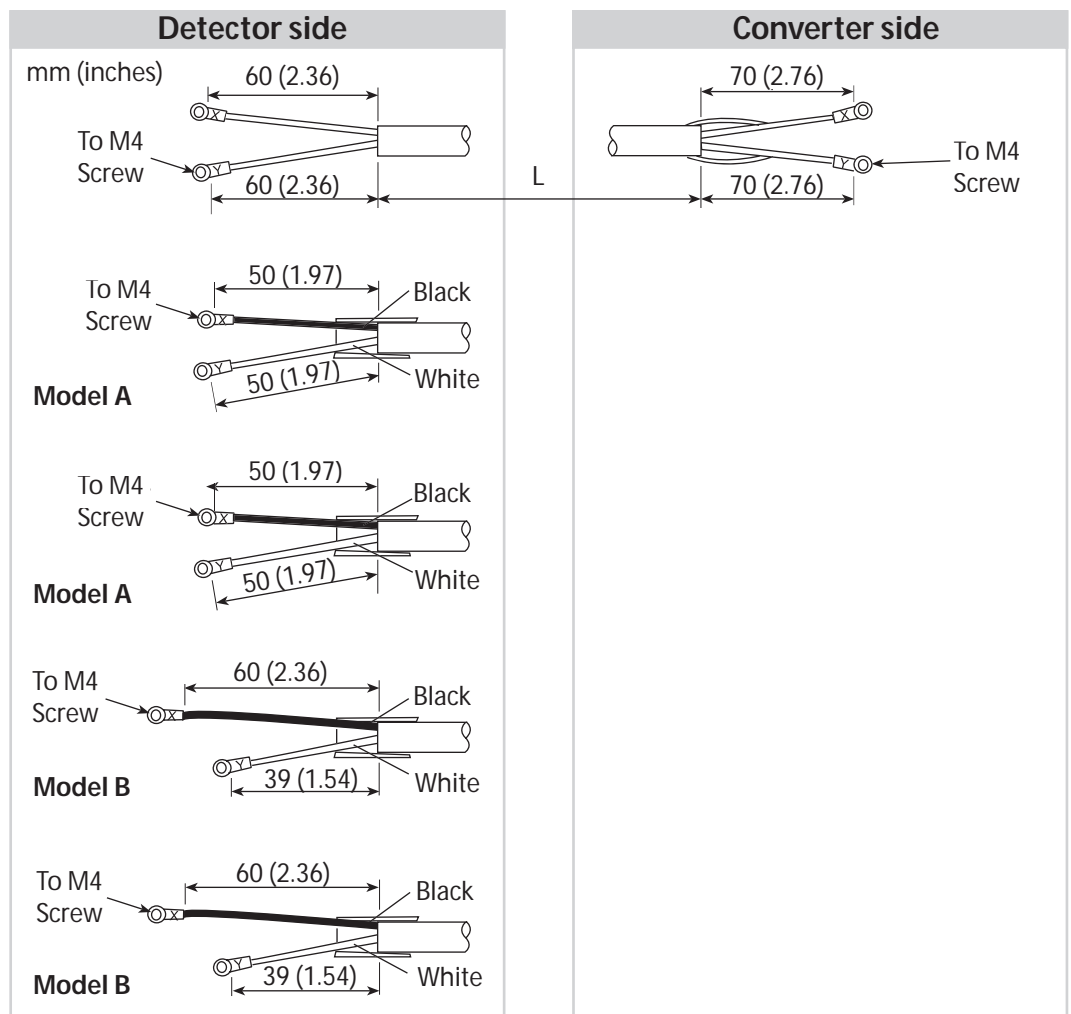 Detector side
mm (inches)
60 (2.36)
X
To M4
Screw
Y
60 (2.36)
L
Converter side
70 (2.76)
X
Y
To M4
Screw
70 (2.76)
50 (1.97)
To M4
Screw
X
Black
Y
White
50 (1.97)
Model A
50 (1.97)
To M4
Screw
X
Black
Y
White
50 (1.97)
Model A
60 (2.36)
To M4
Screw
X
Black
Y
White
39 (1.54)
Model B
60 (2.36)
To M4
Screw
X
Black
Y
White
39 (1.54)
Model B